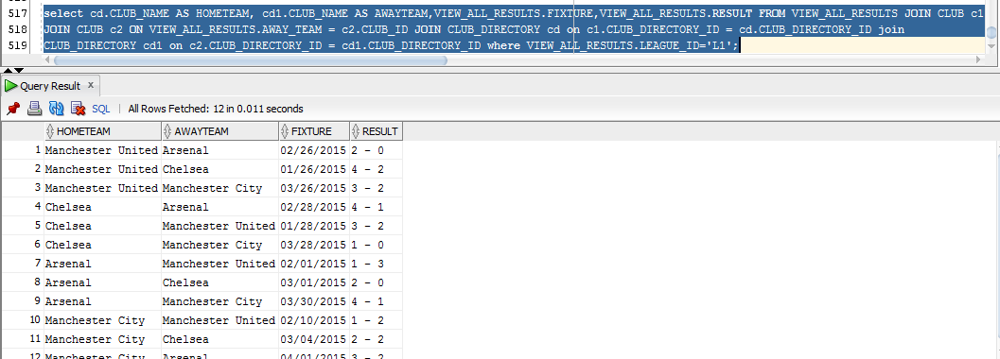 517 select cd.CLUB_NAME AS HOMETEAM, cd1.CLUB_NAME AS AWAYTEAM,VIEW_ALL_RESULTS.FIXTURE,VIEW_ALL_RESULTS.RESULT FROM VIEW_ALL_RESULTS JOIN CLUB c1
518 JOIN CLUB c2 ON VIEW_ALL_RESULTS.AWAY_TEAM = c2.CLUB_ID JOIN CLUB_DIRECTORY cd on c1.CLUB_DIRECTORY_ID = cd.CLUB_DIRECTORY_ID join
519 CLUB_DIRECTORY cd1 on c2.CLUB_DIRECTORY_ID = cd1.CLUB_DIRECTORY_ID where VIEW_ALL_RESULTS.LEAGUE_ID='L1';
Query Result x
SQL | All Rows Fetched: 12 in 0.011 seconds
HOMETEAM AWAYTEAM FIXTURE RESULT
1 Manchester United Arsenal 02/26/2015 2 - 0
2 Manchester United Chelsea 01/26/2015 4 - 2
3 Manchester United Manchester City 03/26/2015 3 - 2
4 Chelsea Arsenal 02/28/2015 4 - 1
5 Chelsea Manchester United 01/28/2015 3 - 2
6 Chelsea Manchester City 03/28/2015 1 - 0
7 Arsenal Manchester United 02/01/2015 1 - 3
8 Arsenal Chelsea 03/01/2015 2 - 0
9 Arsenal Manchester City 03/30/2015 4 - 1
10 Manchester City Manchester United 02/10/2015 1 - 2
11 Manchester City Chelsea 03/04/2015 2 - 2
12 Manchester City Arsenal 04/01/2015 3 - 2